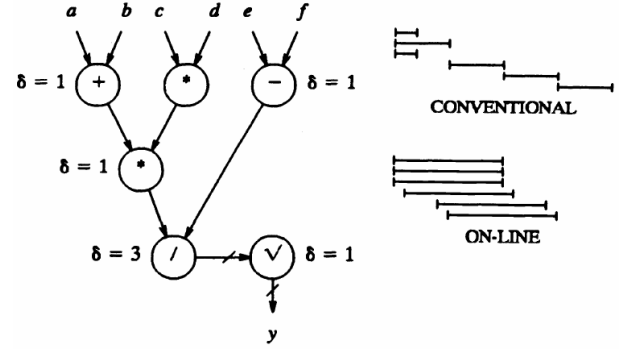 a b c d e f
δ = 1 + * − δ = 1
CONVENTIONAL
δ = 1 *
ON-LINE
δ = 3 / √ δ = 1
y